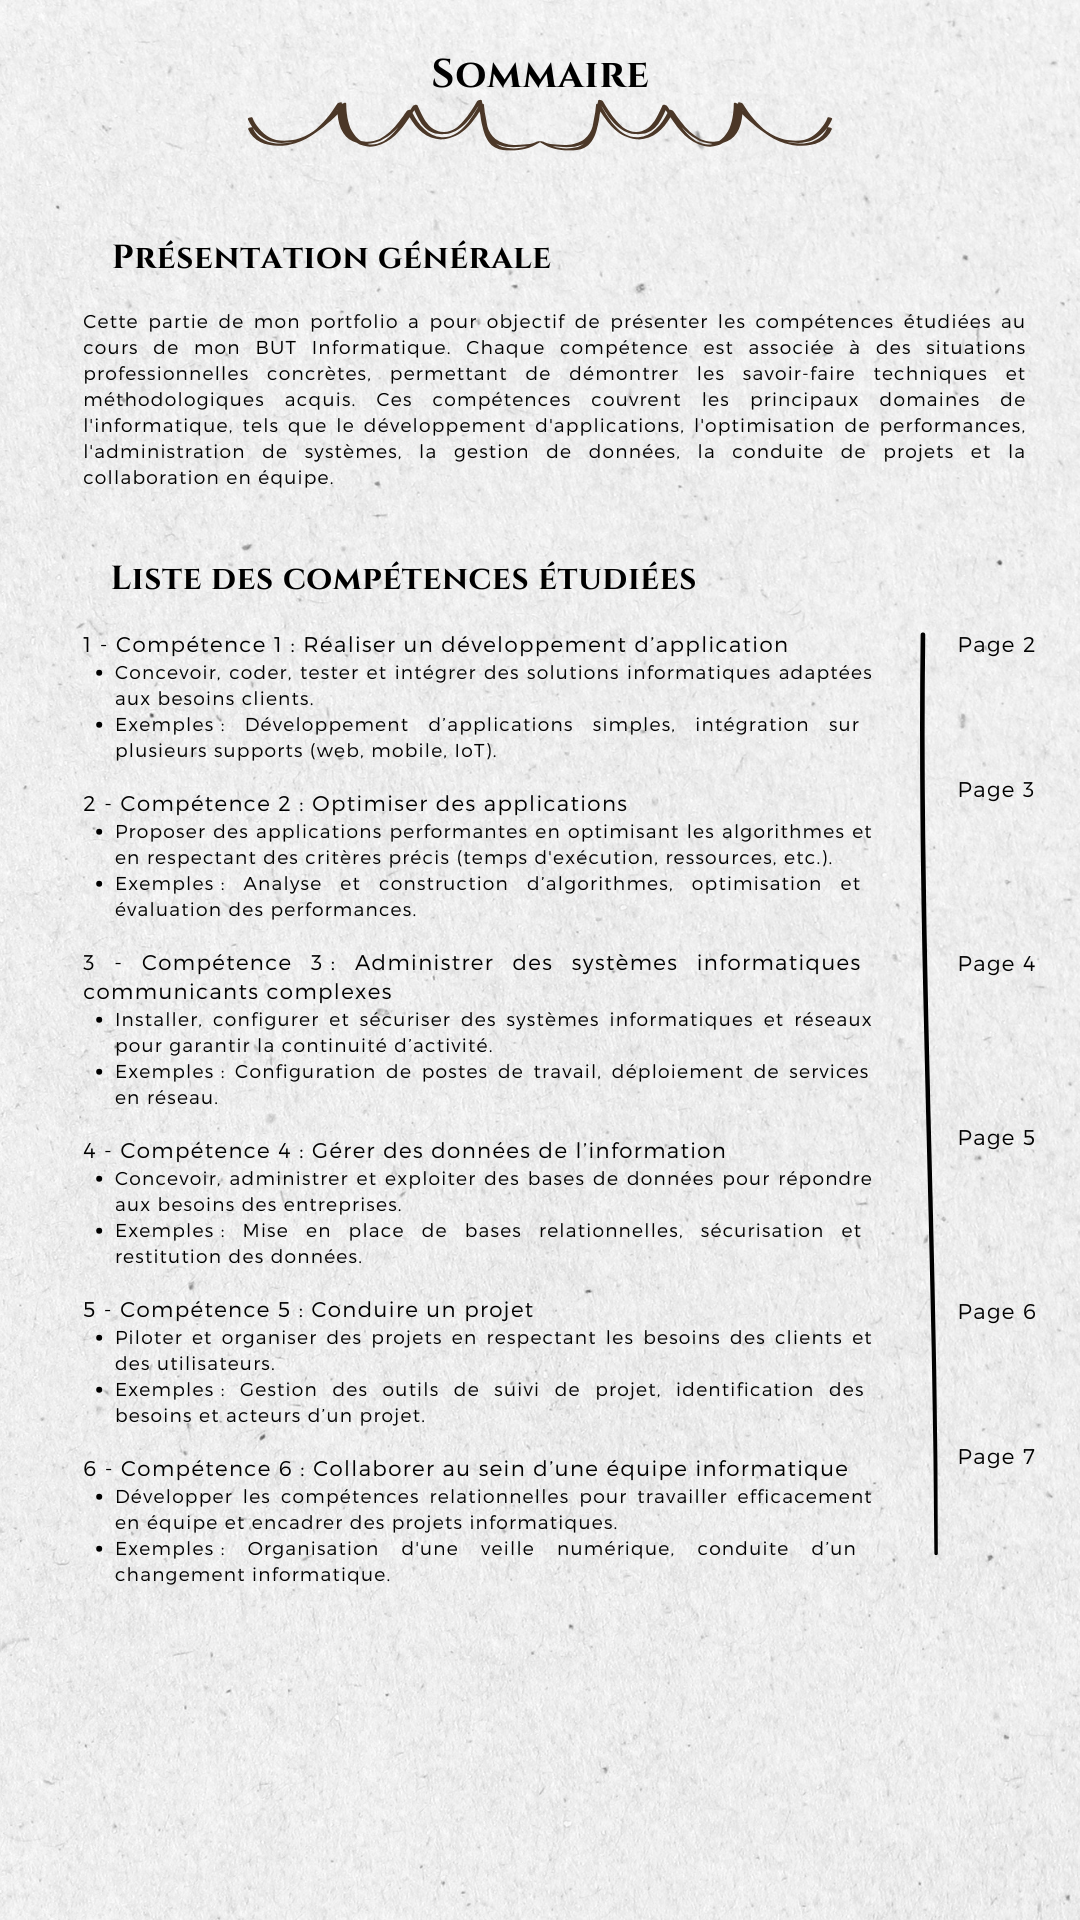 Sommaire
Présentation générale
Cette partie de mon portfolio a pour objectif de présenter les compétences étudiées au
cours de mon BUT Informatique. Chaque compétence est associée à des situations
professionnelles concrètes, permettant de démontrer les savoir-faire techniques et
méthodologiques acquis. Ces compétences couvrent les principaux domaines de
l'informatique, tels que le développement d'applications, l'optimisation de performances,
l'administration de systèmes, la gestion de données, la conduite de projets et la
collaboration en équipe.
Liste des compétences étudiées
1 - Compétence 1 : Réaliser un développement d’application
Page 2
• Concevoir, coder, tester et intégrer des solutions informatiques adaptées
aux besoins clients.
• Exemples : Développement d’applications simples, intégration sur
plusieurs supports (web, mobile, IoT).
Page 3
2 - Compétence 2 : Optimiser des applications
• Proposer des applications performantes en optimisant les algorithmes et
en respectant des critères précis (temps d'exécution, ressources, etc.).
• Exemples : Analyse et construction d’algorithmes, optimisation et
évaluation des performances.
3 - Compétence 3 : Administrer des systèmes informatiques
Page 4
communicants complexes
• Installer, configurer et sécuriser des systèmes informatiques et réseaux
pour garantir la continuité d’activité.
• Exemples : Configuration de postes de travail, déploiement de services
en réseau.
Page 5
4 - Compétence 4 : Gérer des données de l’information
• Concevoir, administrer et exploiter des bases de données pour répondre
aux besoins des entreprises.
• Exemples : Mise en place de bases relationnelles, sécurisation et
restitution des données.
5 - Compétence 5 : Conduire un projet
Page 6
• Piloter et organiser des projets en respectant les besoins des clients et
des utilisateurs.
• Exemples : Gestion des outils de suivi de projet, identification des
besoins et acteurs d’un projet.
Page 7
6 - Compétence 6 : Collaborer au sein d’une équipe informatique
• Développer les compétences relationnelles pour travailler efficacement
en équipe et encadrer des projets informatiques.
• Exemples : Organisation d'une veille numérique, conduite d’un
changement informatique.